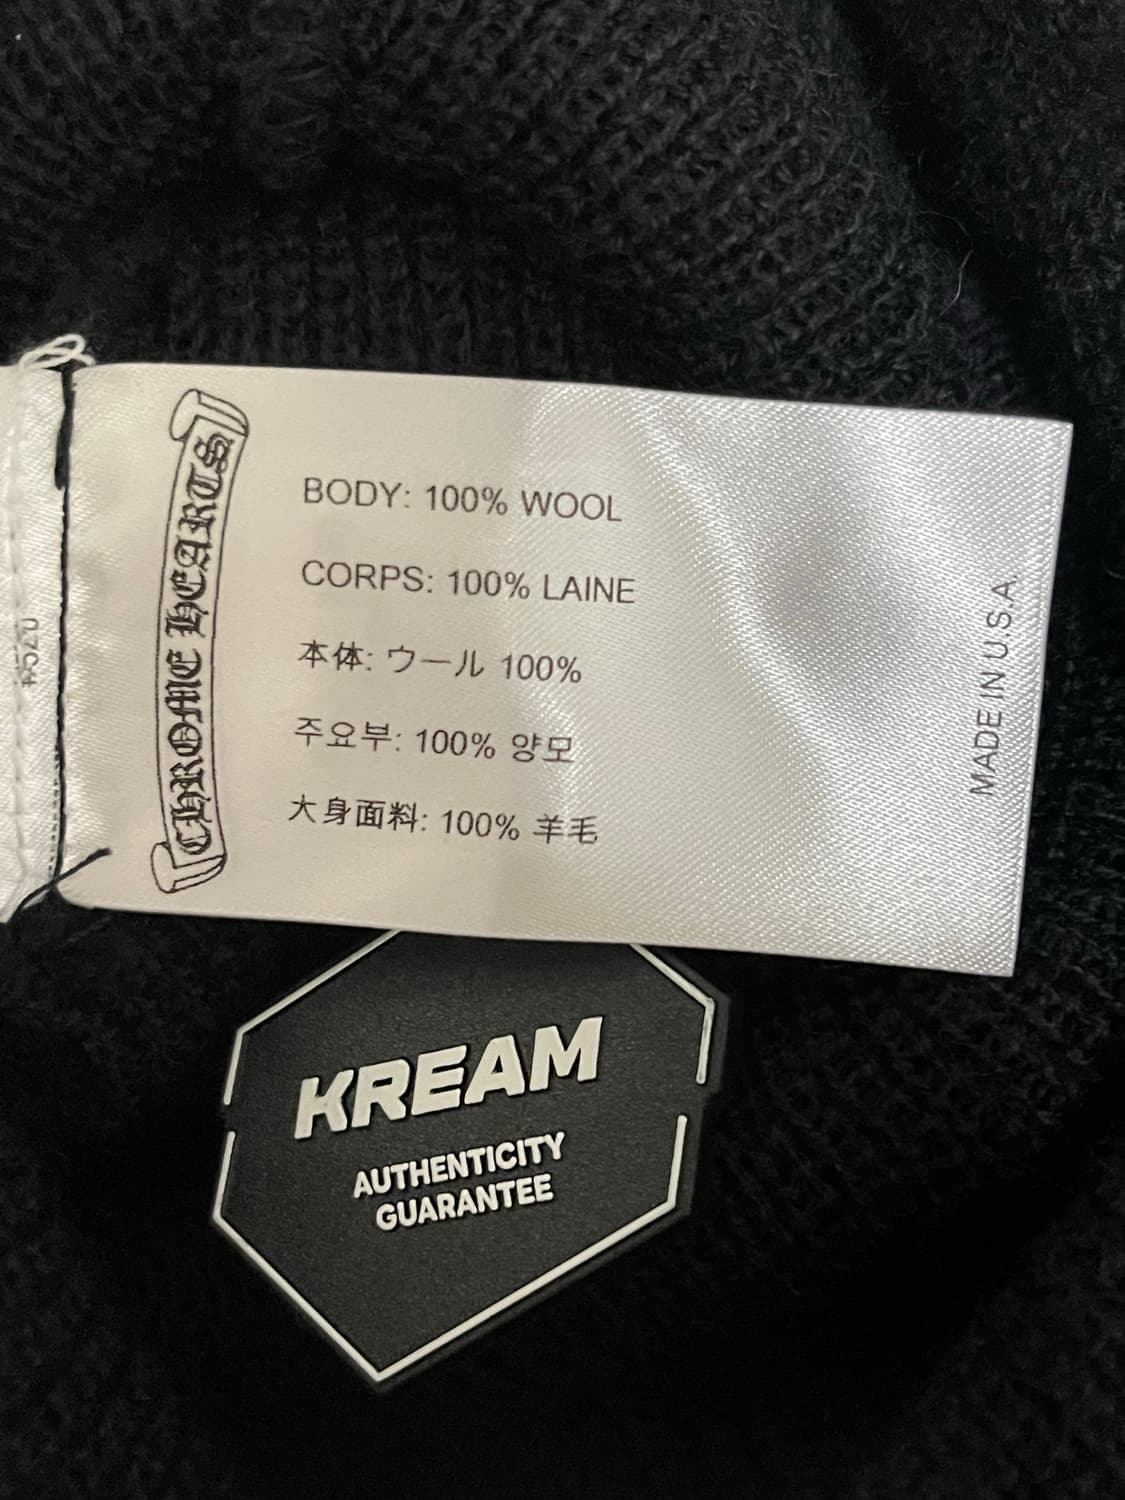 CHROME HEARTS
BODY: 100% WOOL
CORPS: 100% LAINE
本体: ウール 100%
주요부: 100% 양모
大身面料: 100% 羊毛
MADE IN U.S.A.
KREAM
AUTHENTICITY
GUARANTEE